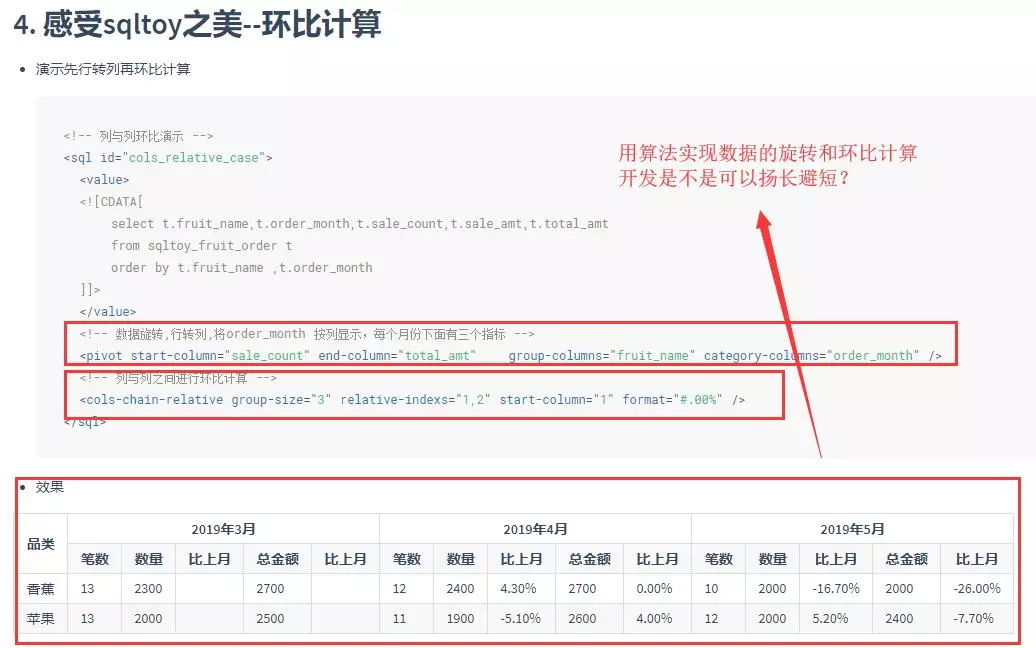 4. 感受sqltoy之美--环比计算
• 演示先行转列再环比计算
<!-- 列与列环比演示 -->
<sql id="cols_relative_case">
<value>
<![CDATA[
select t.fruit_name,t.order_month,t.sale_count,t.sale_amt,t.total_amt
from sqltoy_fruit_order t
order by t.fruit_name ,t.order_month
]]>
</value>
<!-- 数据旋转,行转列,将order_month 按列显示，每个月份下面有三个指标 -->
<pivot start-column="sale_count" end-column="total_amt" group-columns="fruit_name" category-columns="order_month" />
<!-- 列与列之间进行环比计算 -->
<cols-chain-relative group-size="3" relative-indexs="1,2" start-column="1" format="#.00%" />
</sql>
用算法实现数据的旋转和环比计算
开发是不是可以扬长避短?
• 效果
品类 2019年3月 2019年4月 2019年5月
笔数 数量 比上月 总金额 比上月 笔数 数量 比上月 总金额 比上月 笔数 数量 比上月 总金额 比上月
香蕉 13 2300 2700 12 2400 4.30% 2700 0.00% 10 2000 -16.70% 2000 -26.00%
苹果 13 2000 2500 11 1900 -5.10% 2600 4.00% 12 2000 5.20% 2400 -7.70%